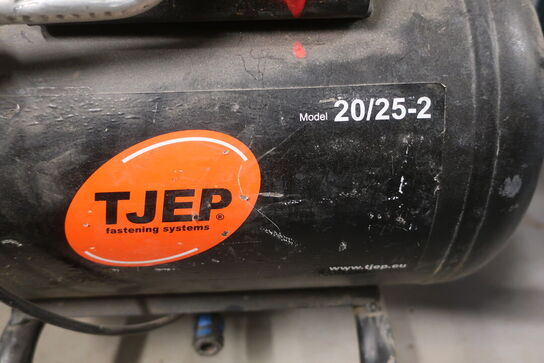 Model 20/25-2
TJEP®
fastening systems
www.tjep.eu